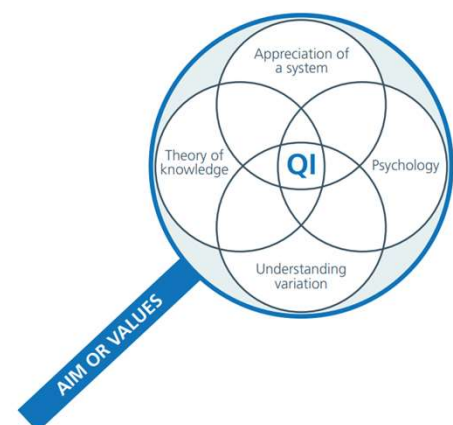 Appreciation of
a system
Theory of
knowledge
QI
Psychology
Understanding
variation
AIM OR VALUES